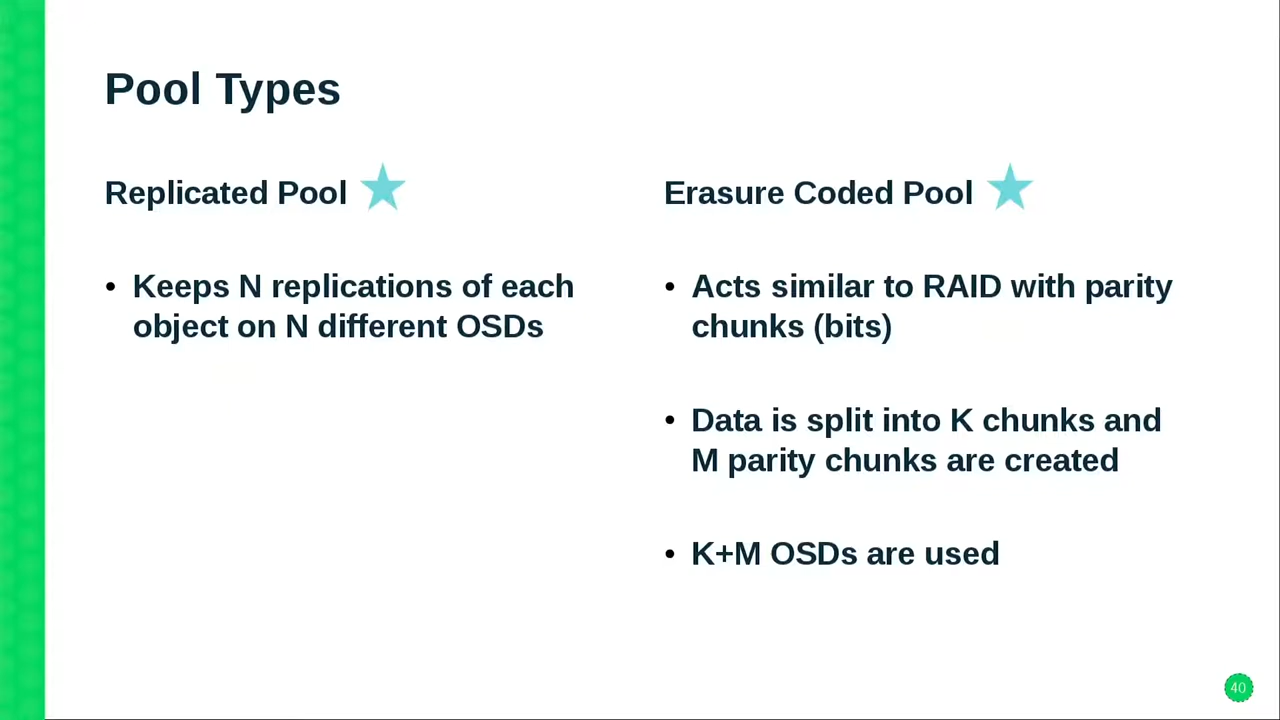 Pool Types
Replicated Pool
• Keeps N replications of each
object on N different OSDs
Erasure Coded Pool
• Acts similar to RAID with parity
chunks (bits)
• Data is split into K chunks and
M parity chunks are created
• K+M OSDs are used
40